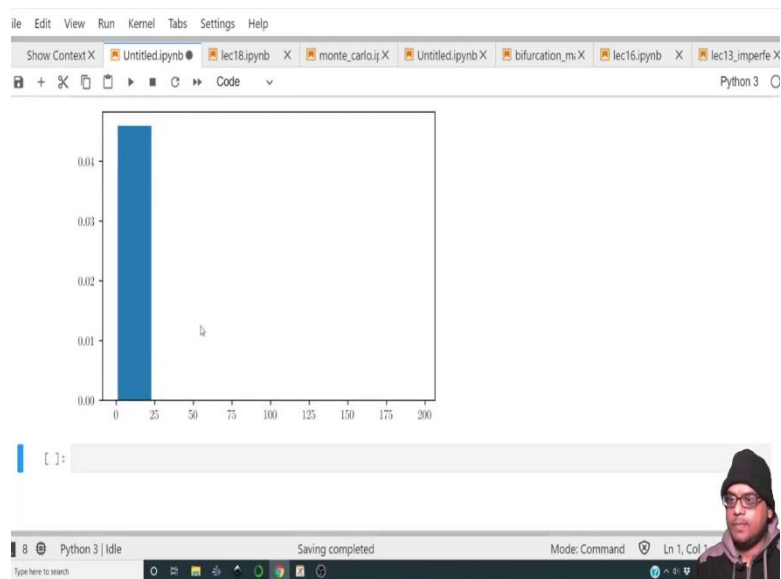 ile Edit View Run Kernel Tabs Settings Help
Show Context X Untitled.ipynb lec18.ipynb X monte_carlo.ip X Untitled.ipynb X bifurcation_m X lec16.ipynb X lec13_imperfe X
Code Python 3
0.04
0.03
0.02
0.01
0.00
0 25 50 75 100 125 150 175 200
[ ]:
8 Python 3 | Idle Saving completed Mode: Command Ln 1, Col
Type here to search